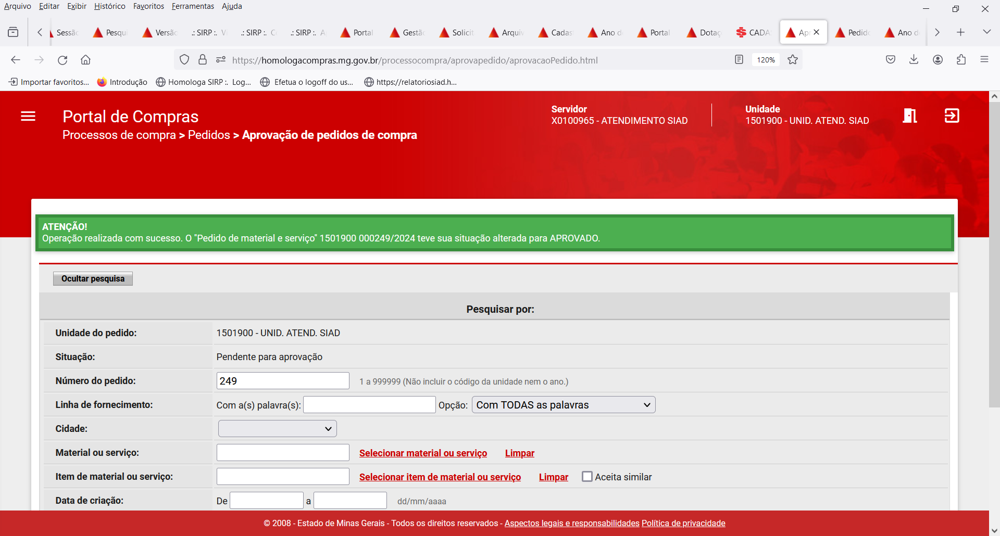 Arquivo Editar Exibir Histórico Favoritos Ferramentas Ajuda
Sessão Pesqui Versão .: SIRP :. V .: SIRP :. C .: SIRP :. A Portal Gestã Solicit Arquiv Cadas Ano d Portal Dotaç CADA Apr Pedid Ano d
https://homologacompras.mg.gov.br/processocompra/aprovapedido/aprovacaoPedido.html 120%
Importar favoritos... Introdução Homologa SIRP :. Log... Efetua o logoff do us... https://relatoriosiad.h...
Portal de Compras
Processos de compra > Pedidos > Aprovação de pedidos de compra
Servidor
X0100965 - ATENDIMENTO SIAD
Unidade
1501900 - UNID. ATEND. SIAD
ATENÇÃO!
Operação realizada com sucesso. O "Pedido de material e serviço" 1501900 000249/2024 teve sua situação alterada para APROVADO.
Ocultar pesquisa
Pesquisar por:
Unidade do pedido: 1501900 - UNID. ATEND. SIAD
Situação: Pendente para aprovação
Número do pedido: 249 1 a 999999 (Não incluir o código da unidade nem o ano.)
Linha de fornecimento: Com a(s) palavra(s): Opção: Com TODAS as palavras
Cidade:
Material ou serviço: Selecionar material ou serviço Limpar
Item de material ou serviço: Selecionar item de material ou serviço Limpar Aceita similar
Data de criação: De a dd/mm/aaaa
© 2008 - Estado de Minas Gerais - Todos os direitos reservados - Aspectos legais e responsabilidades Política de privacidade